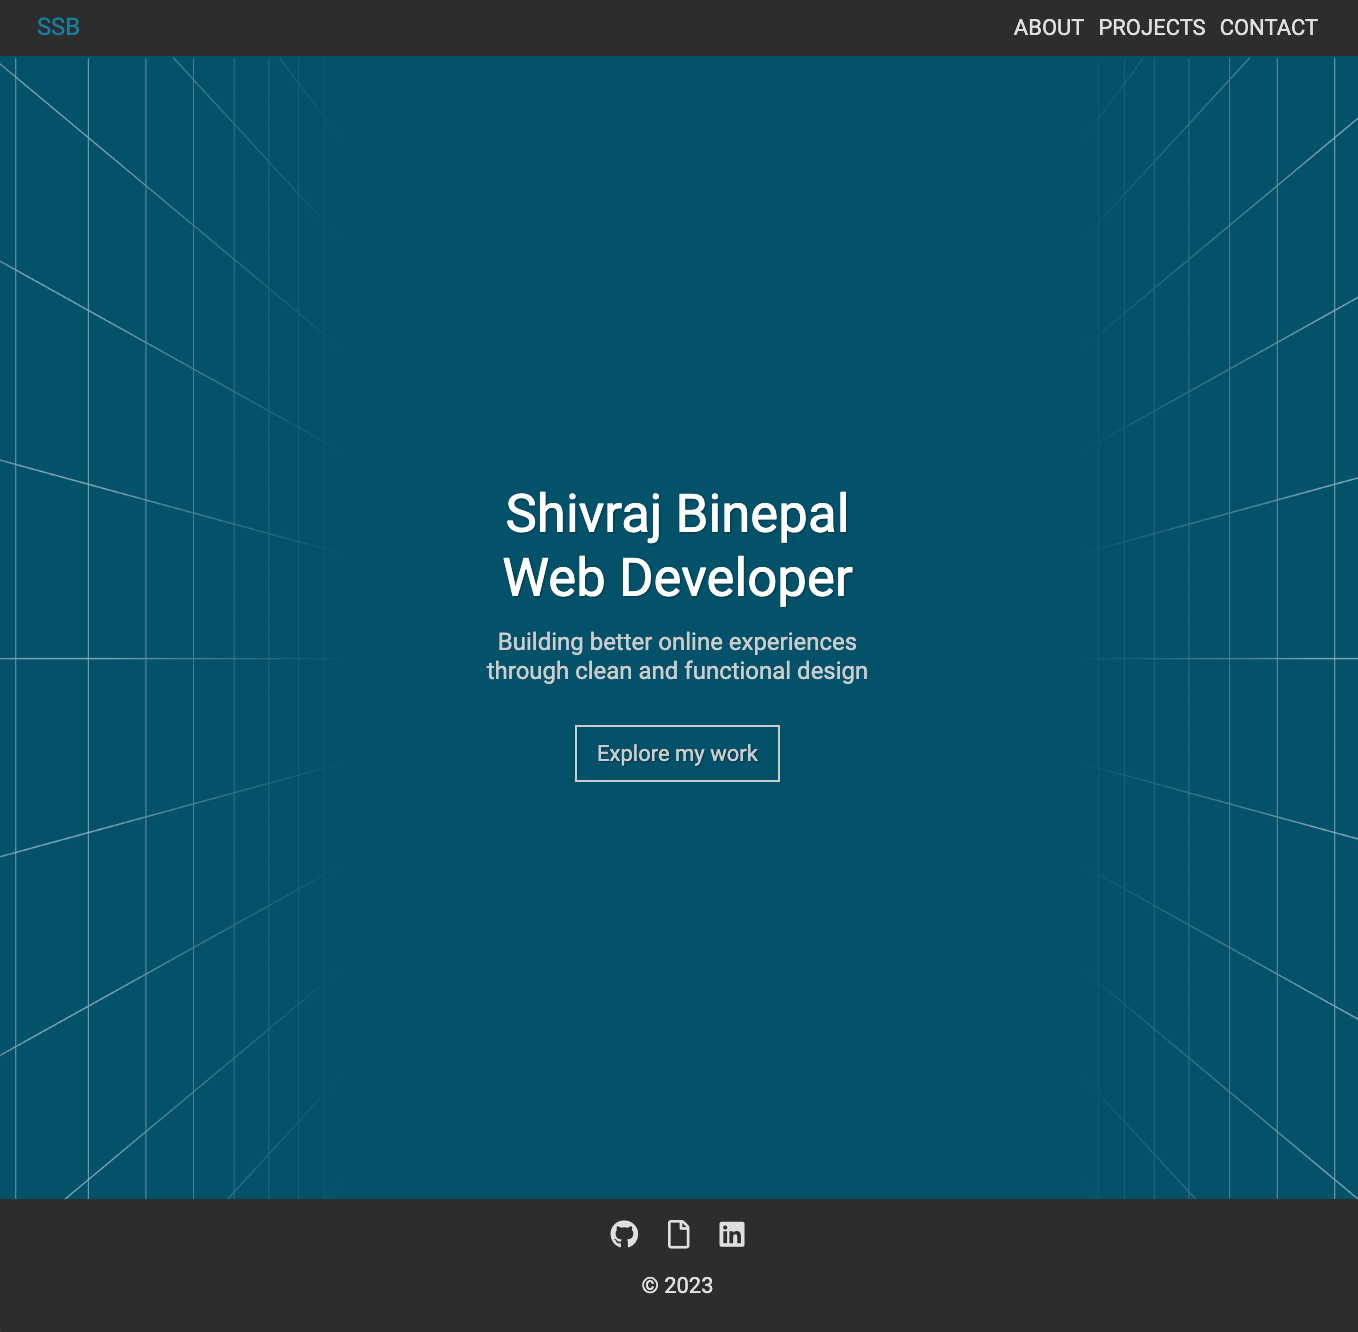 SSB
ABOUT PROJECTS CONTACT
Shivraj Binepal
Web Developer
Building better online experiences
through clean and functional design
Explore my work
in
© 2023